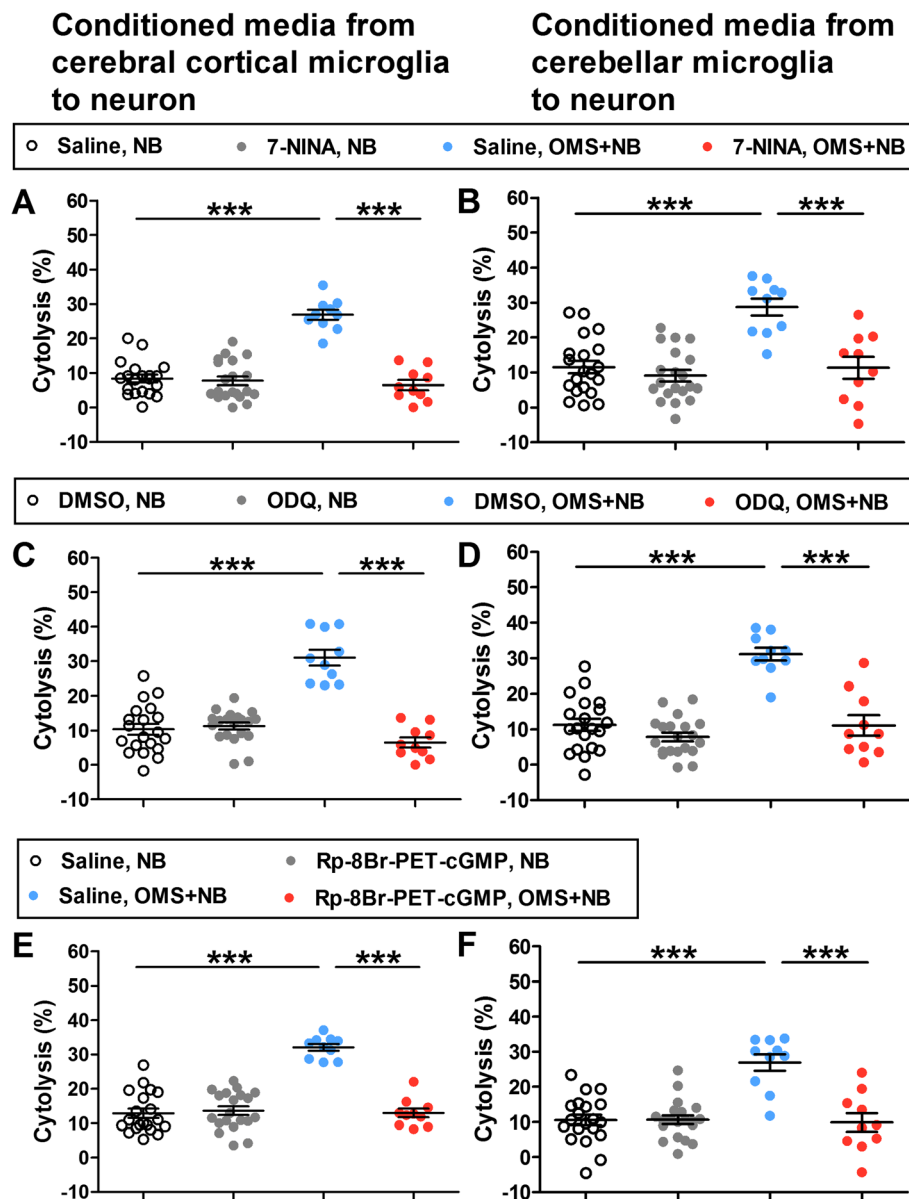 Conditioned media from
cerebral cortical microglia
to neuron
Conditioned media from
cerebellar microglia
to neuron
Saline, NB 7-NINA, NB Saline, OMS+NB 7-NINA, OMS+NB
A
60
50
40
30
20
10
0
-10
Cytolysis (%)
*** ***
B
60
50
40
30
20
10
0
-10
Cytolysis (%)
*** ***
DMSO, NB ODQ, NB DMSO, OMS+NB ODQ, OMS+NB
C
60
50
40
30
20
10
0
-10
Cytolysis (%)
*** ***
D
60
50
40
30
20
10
0
-10
Cytolysis (%)
*** ***
Saline, NB Rp-8Br-PET-cGMP, NB
Saline, OMS+NB Rp-8Br-PET-cGMP, OMS+NB
E
60
50
40
30
20
10
0
-10
Cytolysis (%)
*** ***
F
60
50
40
30
20
10
0
-10
Cytolysis (%)
*** ***